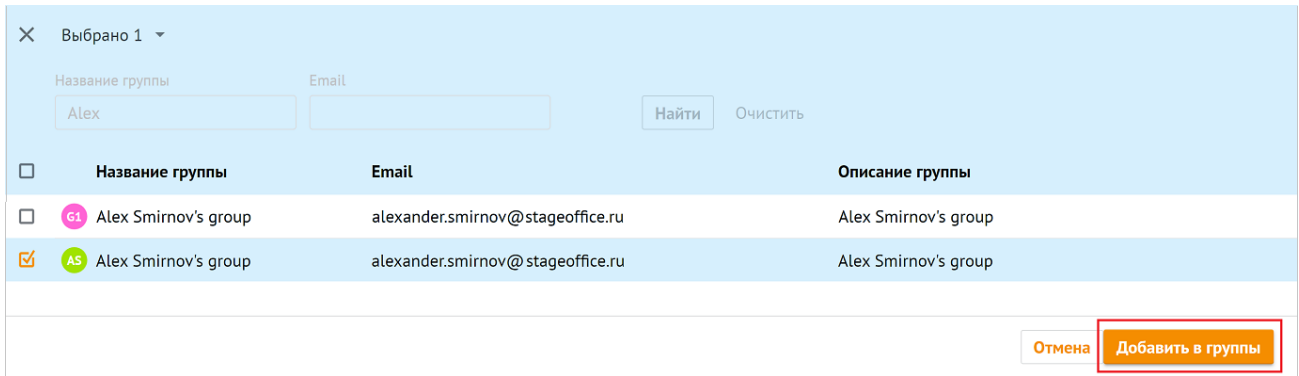 Выбрано 1
Название группы Email
Alex Найти Очистить
Название группы Email Описание группы
G1 Alex Smirnov's group alexander.smirnov@stageoffice.ru Alex Smirnov's group
AS Alex Smirnov's group alexander.smirnov@stageoffice.ru Alex Smirnov's group
Отмена Добавить в группы